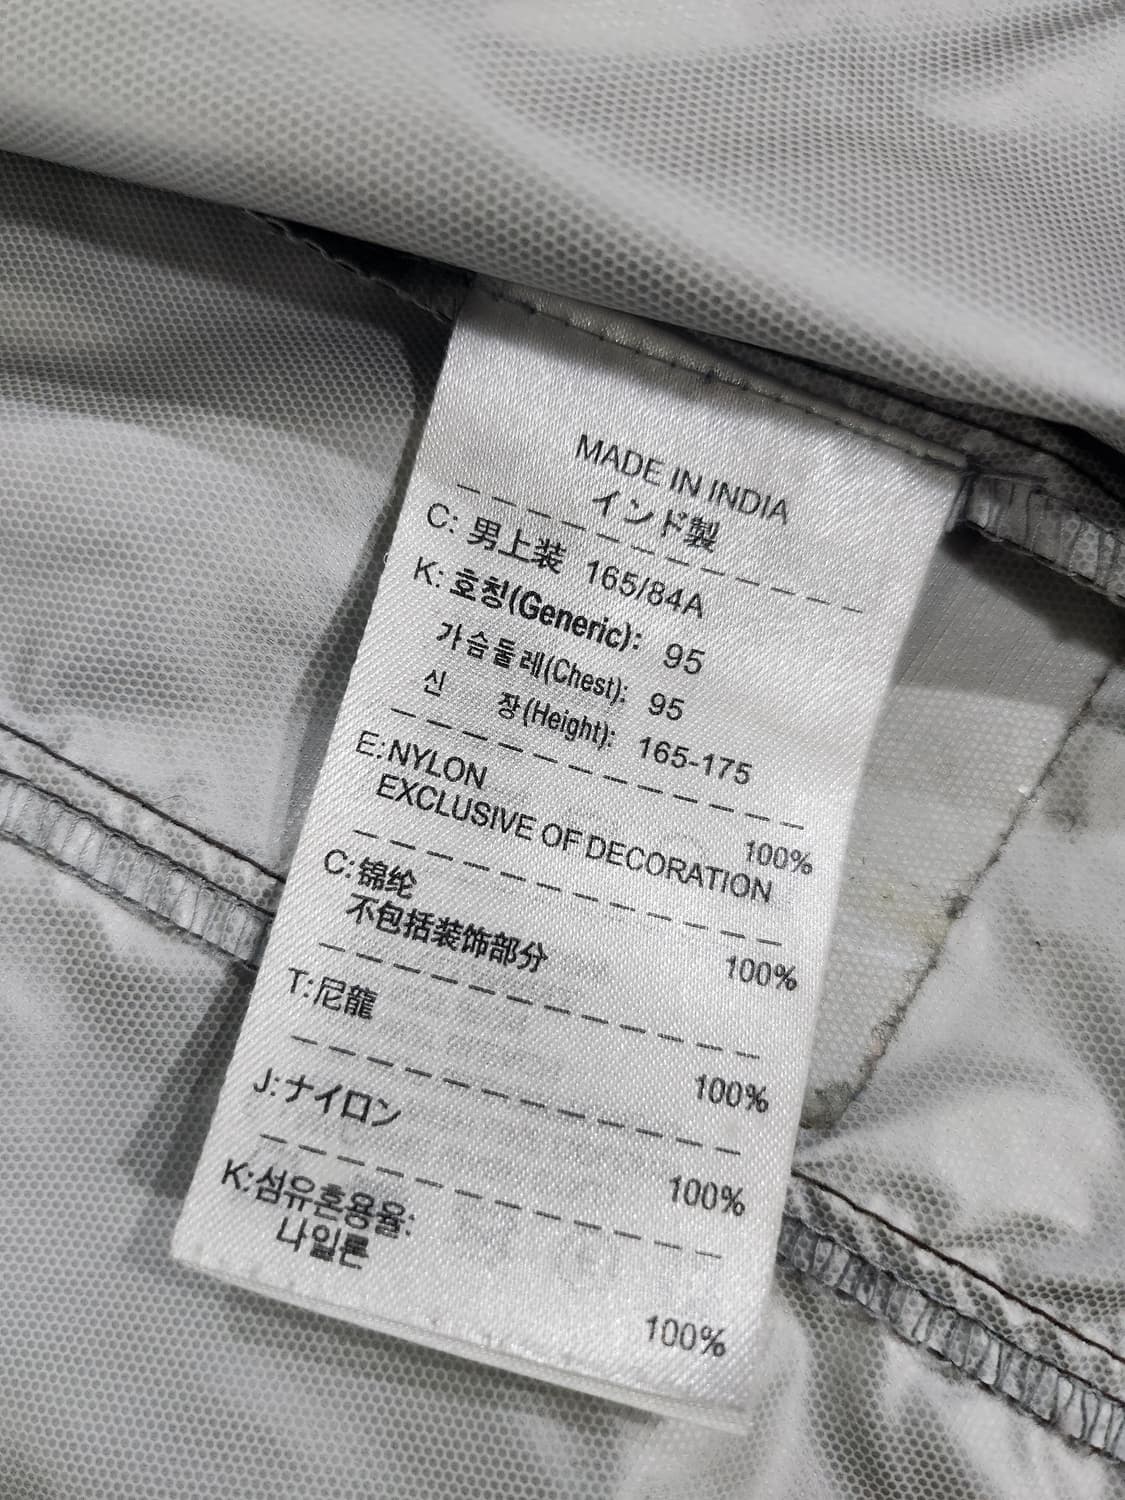 MADE IN INDIA
インド製
C: 男上装 165/84A
K: 호칭(Generic): 95
가슴둘레(Chest): 95
신 장(Height): 165-175
E:NYLON 100%
EXCLUSIVE OF DECORATION
C:锦纶 100%
不包括装饰部分
T:尼龍 100%
J:ナイロン 100%
K:섬유혼용율:
나일론 100%